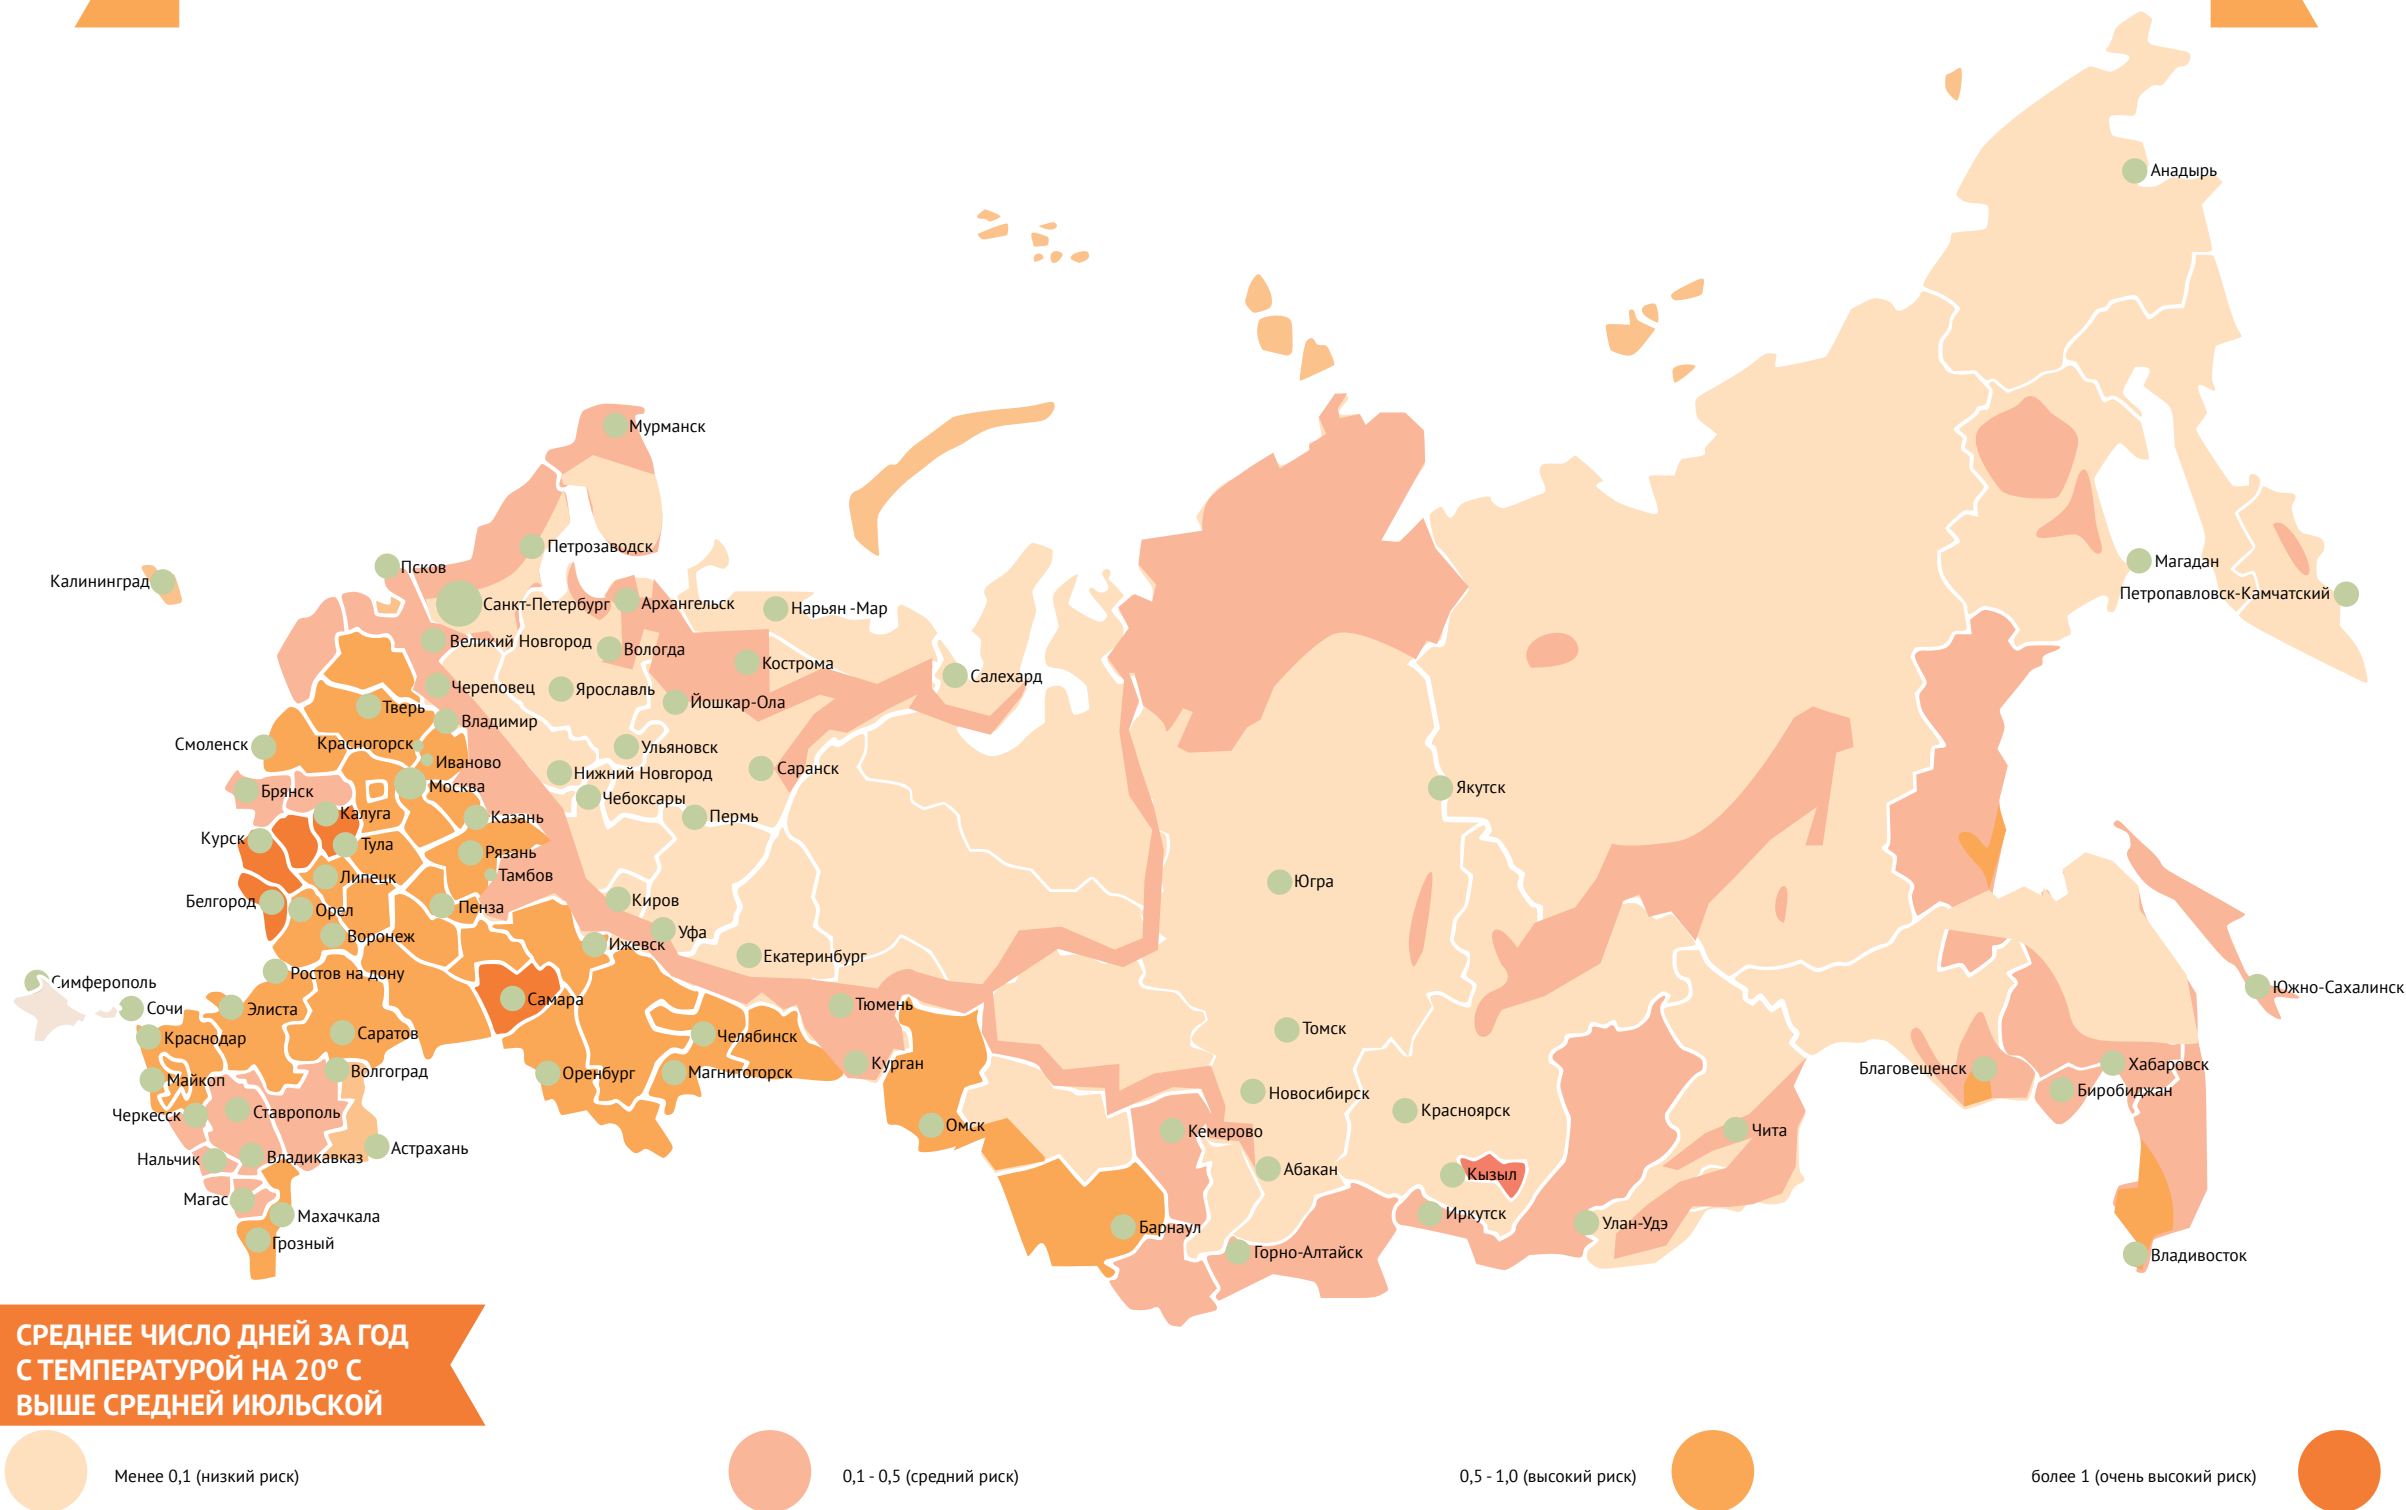 Анадырь
Мурманск
Петрозаводск
Псков
Калининград
Магадан
Петропавловск-Камчатский
Санкт-Петербург
Архангельск
Нарьян -Мар
Великий Новгород
Вологда
Кострома
Салехард
Череповец
Ярославль
Йошкар-Ола
Тверь
Владимир
Смоленск
Красногорск
Ульяновск
Иваново
Нижний Новгород
Саранск
Москва
Якутск
Брянск
Чебоксары
Калуга
Казань
Пермь
Курск
Тула
Рязань
Липецк
Тамбов
Югра
Белгород
Орел
Пенза
Киров
Воронеж
Ижевск
Уфа
Екатеринбург
Ростов на дону
Симферополь
Южно-Сахалинск
Самара
Тюмень
Сочи
Элиста
Томск
Краснодар
Саратов
Челябинск
Курган
Хабаровск
Благовещенск
Волгоград
Оренбург
Магнитогорск
Майкоп
Новосибирск
Биробиджан
Черкесск
Ставрополь
Красноярск
Омск
Кемерово
Чита
Астрахань
Нальчик
Владикавказ
Абакан
Кызыл
Магас
Махачкала
Иркутск
Барнаул
Улан-Удэ
Грозный
Горно-Алтайск
Владивосток
СРЕДНЕЕ ЧИСЛО ДНЕЙ ЗА ГОД
С ТЕМПЕРАТУРОЙ НА 20º С
ВЫШЕ СРЕДНЕЙ ИЮЛЬСКОЙ
Менее 0,1 (низкий риск)
0,1 - 0,5 (средний риск)
0,5 - 1,0 (высокий риск)
более 1 (очень высокий риск)